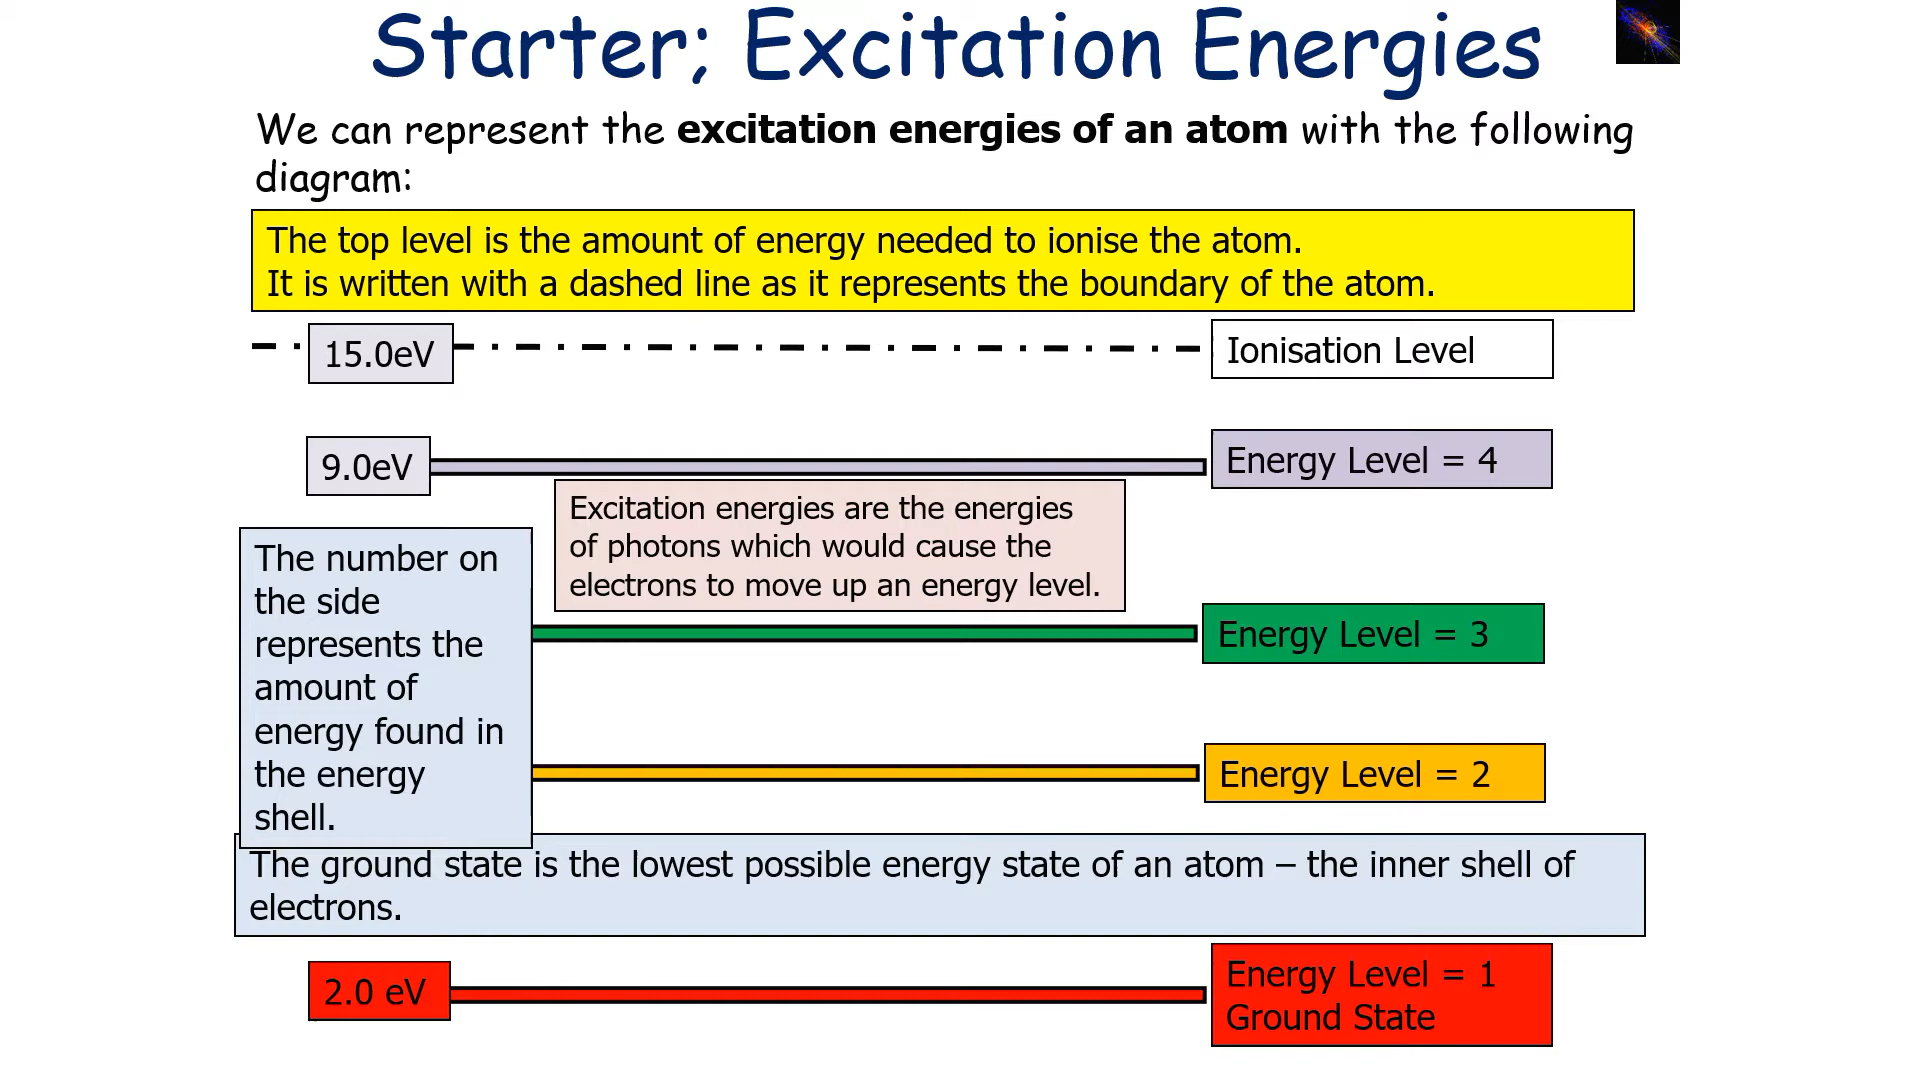 Starter; Excitation Energies
We can represent the excitation energies of an atom with the following
diagram:
The top level is the amount of energy needed to ionise the atom.
It is written with a dashed line as it represents the boundary of the atom.
15.0eV
Ionisation Level
9.0eV
Energy Level = 4
Excitation energies are the energies
of photons which would cause the
electrons to move up an energy level.
The number on
the side
represents the
amount of
energy found in
the energy
shell.
Energy Level = 3
Energy Level = 2
The ground state is the lowest possible energy state of an atom – the inner shell of
electrons.
2.0 eV
Energy Level = 1
Ground State